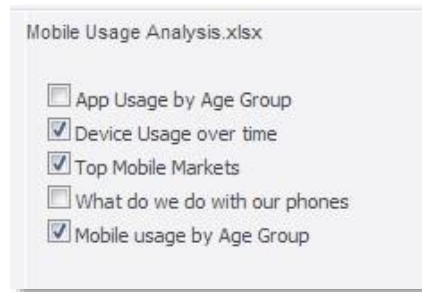 Mobile Usage Analysis.xlsx
App Usage by Age Group
Device Usage over time
Top Mobile Markets
What do we do with our phones
Mobile usage by Age Group